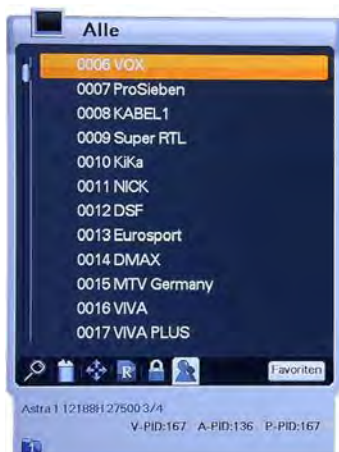 Alle
0006 VOX
0007 ProSieben
0008 KABEL1
0009 Super RTL
0010 KiKa
0011 NICK
0012 DSF
0013 Eurosport
0014 DMAX
0015 MTV Germany
0016 VIVA
0017 VIVA PLUS
R
Favoriten
Astra 1 12188H 27500 3/4
V-PID:167 A-PID:136 P-PID:167
1